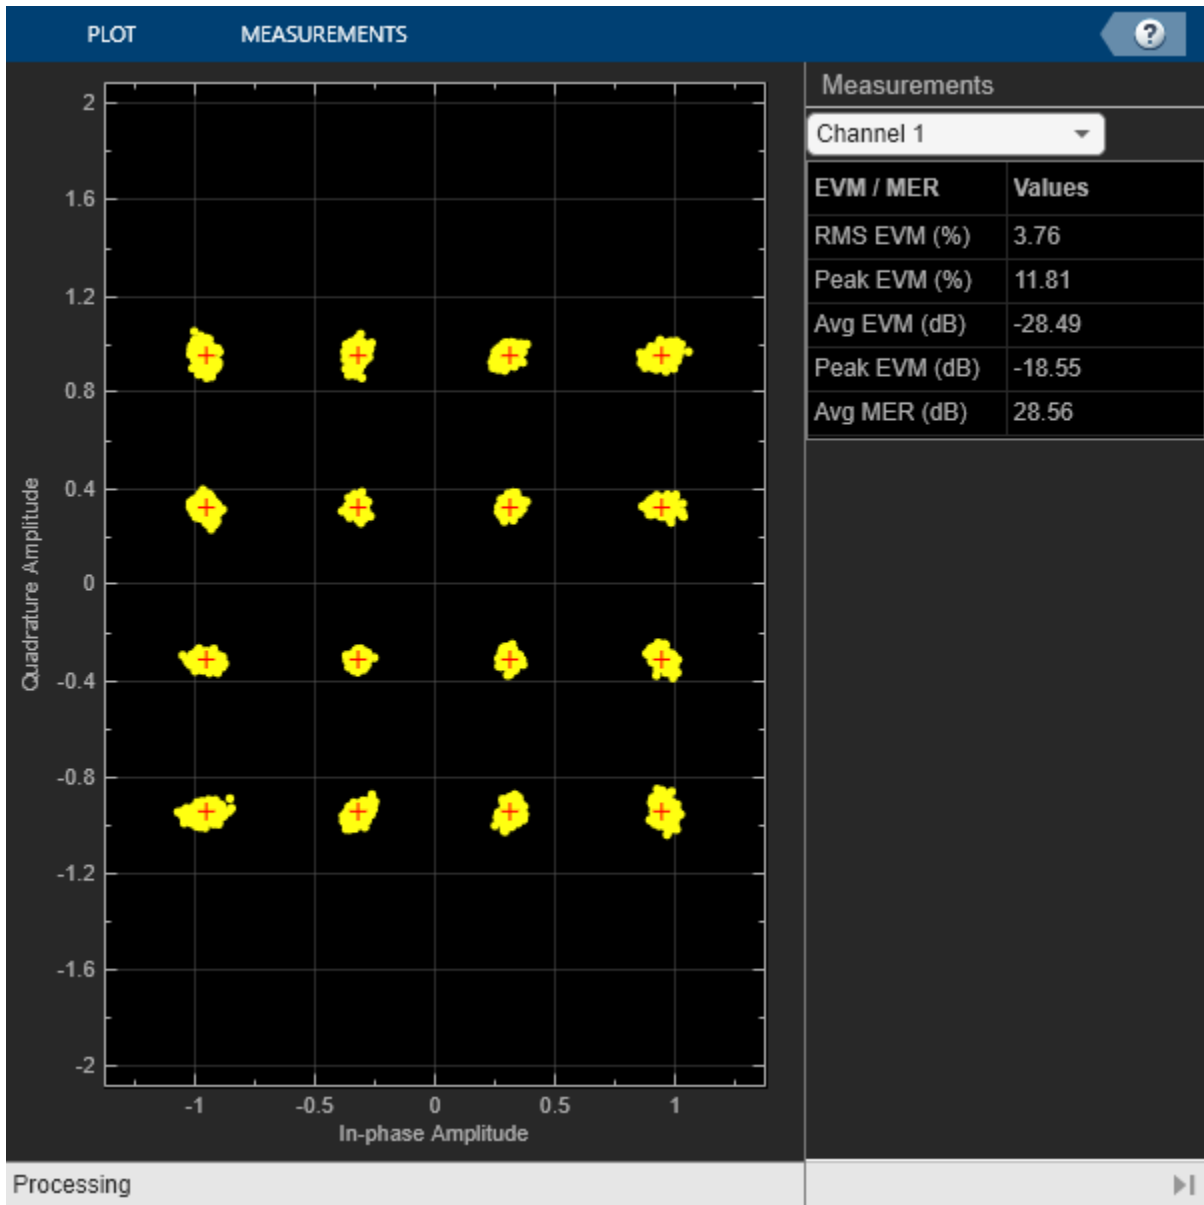 PLOT MEASUREMENTS ?
Measurements
Channel 1
EVM / MER Values
RMS EVM (%) 3.76
Peak EVM (%) 11.81
Avg EVM (dB) -28.49
Peak EVM (dB) -18.55
Avg MER (dB) 28.56
Quadrature Amplitude
2
1.6
1.2
0.8
0.4
0
-0.4
-0.8
-1.2
-1.6
-2
-1 -0.5 0 0.5 1
In-phase Amplitude
Processing